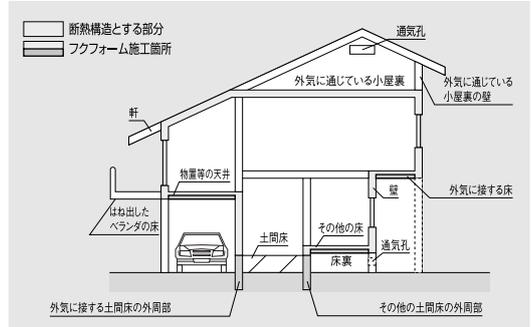 断熱構造とする部分
フクフォーム施工箇所
通気孔
外気に通じている小屋裏
外気に通じている
小屋裏の壁
軒
物置等の天井
壁
外気に接する床
はね出した
ベランダの床
土間床
その他の床
床裏
通気孔
外気に接する土間床の外周部
その他の土間床の外周部